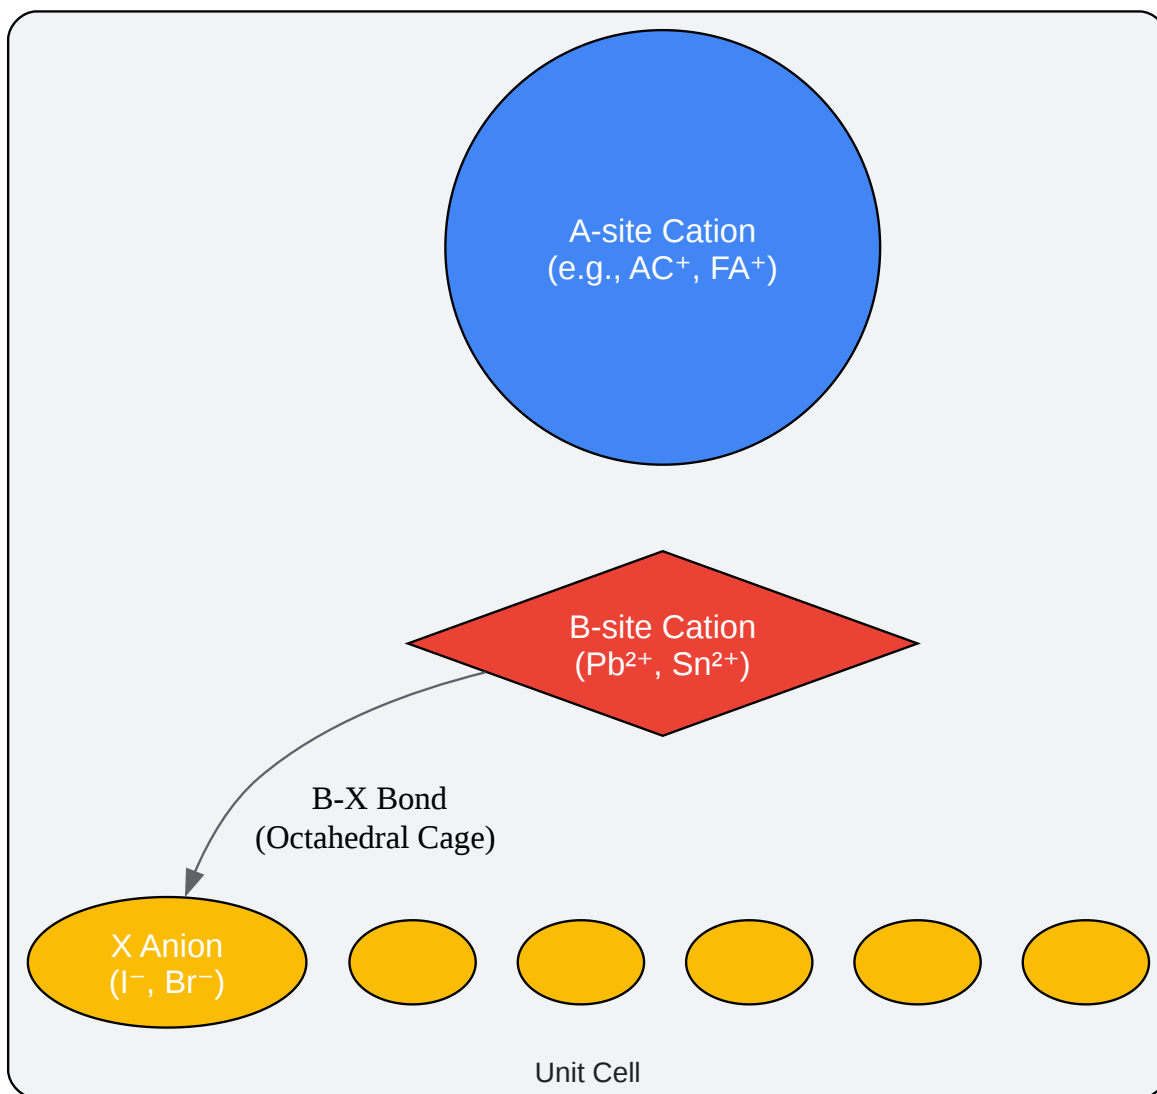 A-site Cation
(e.g., AC⁺, FA⁺)
B-site Cation
(Pb²⁺, Sn²⁺)
B-X Bond
(Octahedral Cage)
X Anion
(I⁻, Br⁻)
Unit Cell